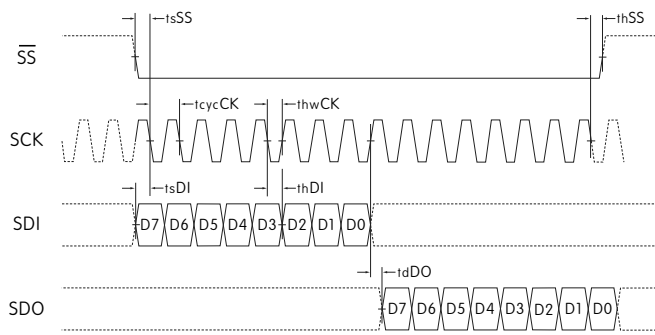 tsSS thSS
S̅S̅
tcycCK thwCK
SCK
tsDI thDI
SDI D7 D6 D5 D4 D3 D2 D1 D0
tdDO
SDO D7 D6 D5 D4 D3 D2 D1 D0